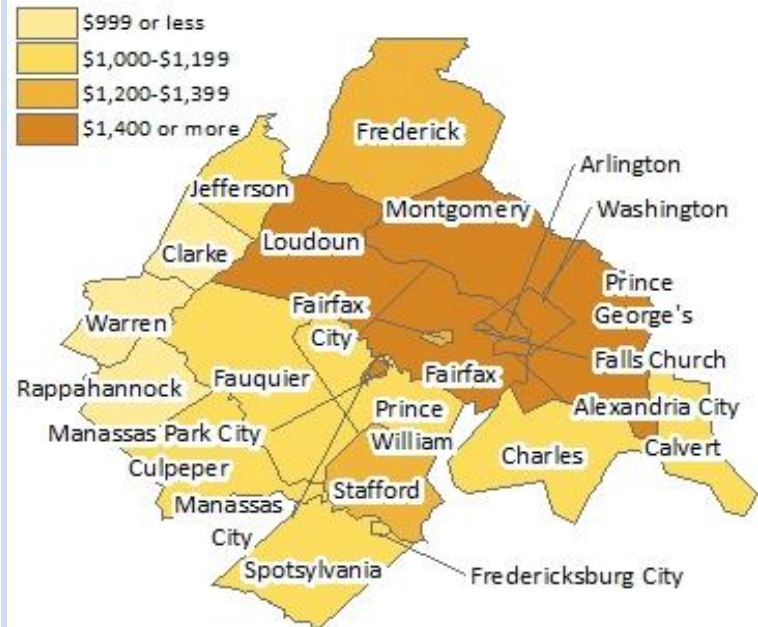 $999 or less
$1,000-$1,199
$1,200-$1,399
$1,400 or more
Frederick
Arlington
Jefferson
Montgomery
Washington
Clarke
Loudoun
Prince
George's
Fairfax
City
Warren
Falls Church
Rappahannock
Fauquier
Fairfax
Prince
William
Alexandria City
Manassas Park City
Culpeper
Charles
Calvert
Stafford
Manassas
City
Spotsylvania
Fredericksburg City